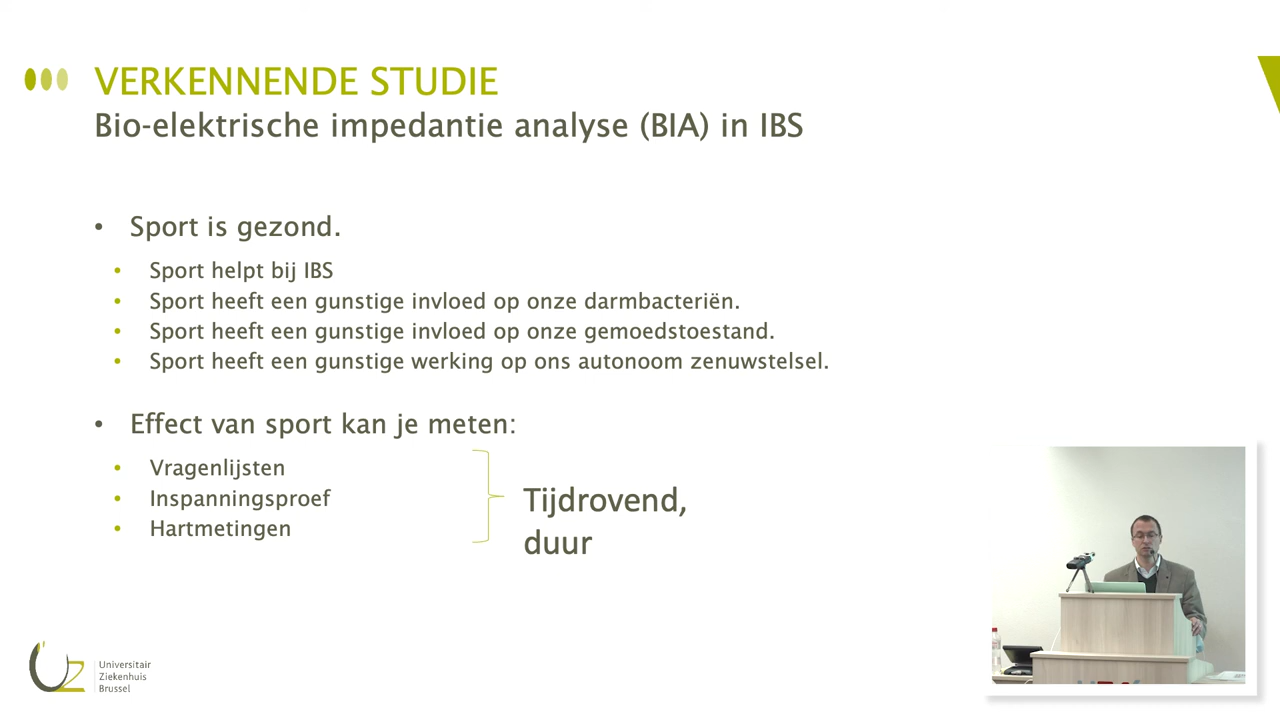 VERKENNENDE STUDIE
Bio-elektrische impedantie analyse (BIA) in IBS
• Sport is gezond.
• Sport helpt bij IBS
• Sport heeft een gunstige invloed op onze darmbacteriën.
• Sport heeft een gunstige invloed op onze gemoedstoestand.
• Sport heeft een gunstige werking op ons autonoom zenuwstelsel.
• Effect van sport kan je meten:
• Vragenlijsten
• Inspanningsproef
• Hartmetingen
Tijdrovend,
duur
UZ
Universitair
Ziekenhuis
Brussel